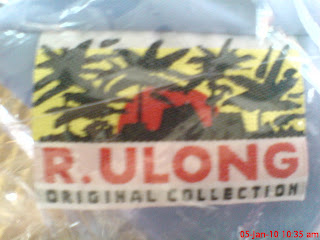 R.ULONG
ORIGINAL COLLECTION
05 Jan-10 10:35 am